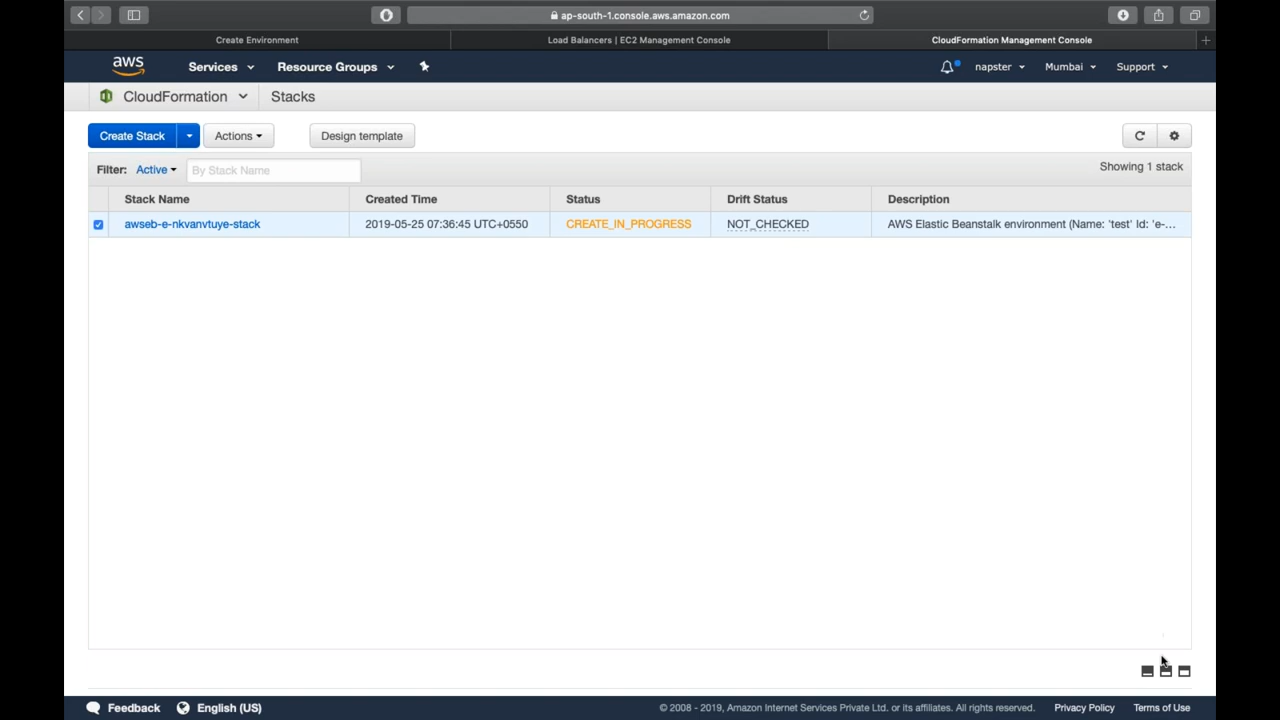 ap-south-1.console.aws.amazon.com
Create Environment
Load Balancers | EC2 Management Console
CloudFormation Management Console
aws
Services
Resource Groups
napster
Mumbai
Support
CloudFormation
Stacks
Create Stack
Actions
Design template
Filter: Active
By Stack Name
Showing 1 stack
Stack Name
Created Time
Status
Drift Status
Description
awseb-e-nkvanvtuye-stack
2019-05-25 07:36:45 UTC+0550
CREATE_IN_PROGRESS
NOT_CHECKED
AWS Elastic Beanstalk environment (Name: 'test' Id: 'e-...
Feedback
English (US)
© 2008 - 2019, Amazon Internet Services Private Ltd. or its affiliates. All rights reserved.
Privacy Policy
Terms of Use